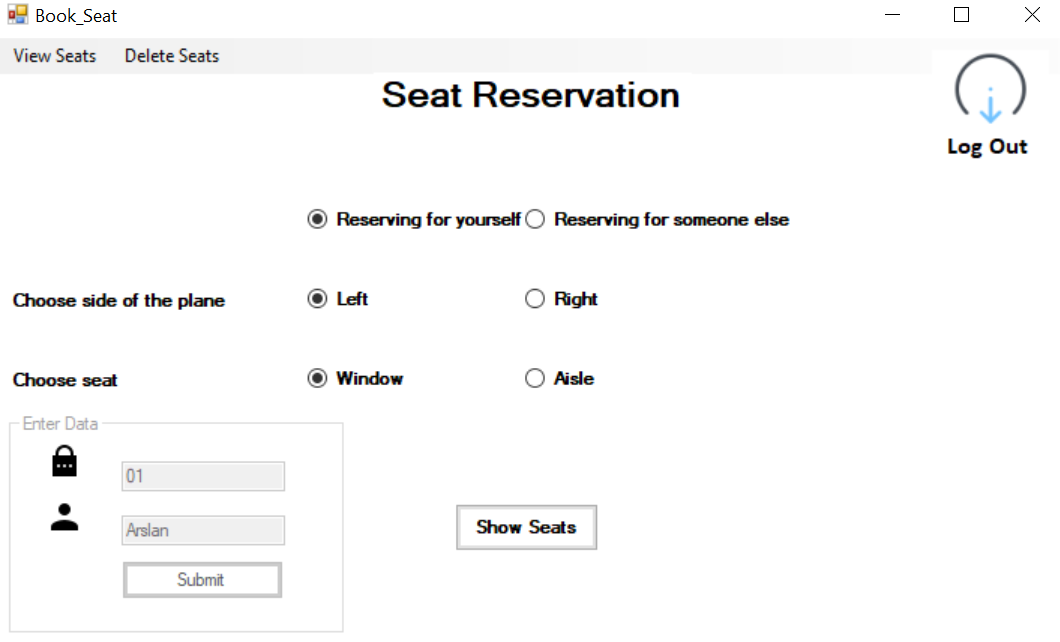 Book_Seat
View Seats Delete Seats
Seat Reservation
Log Out
Reserving for yourself Reserving for someone else
Choose side of the plane Left Right
Choose seat Window Aisle
Enter Data
01
Arslan
Show Seats
Submit